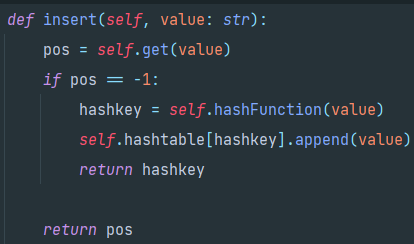 def insert(self, value: str):
    pos = self.get(value)
    if pos == -1:
        hashkey = self.hashFunction(value)
        self.hashtable[hashkey].append(value)
        return hashkey

    return pos